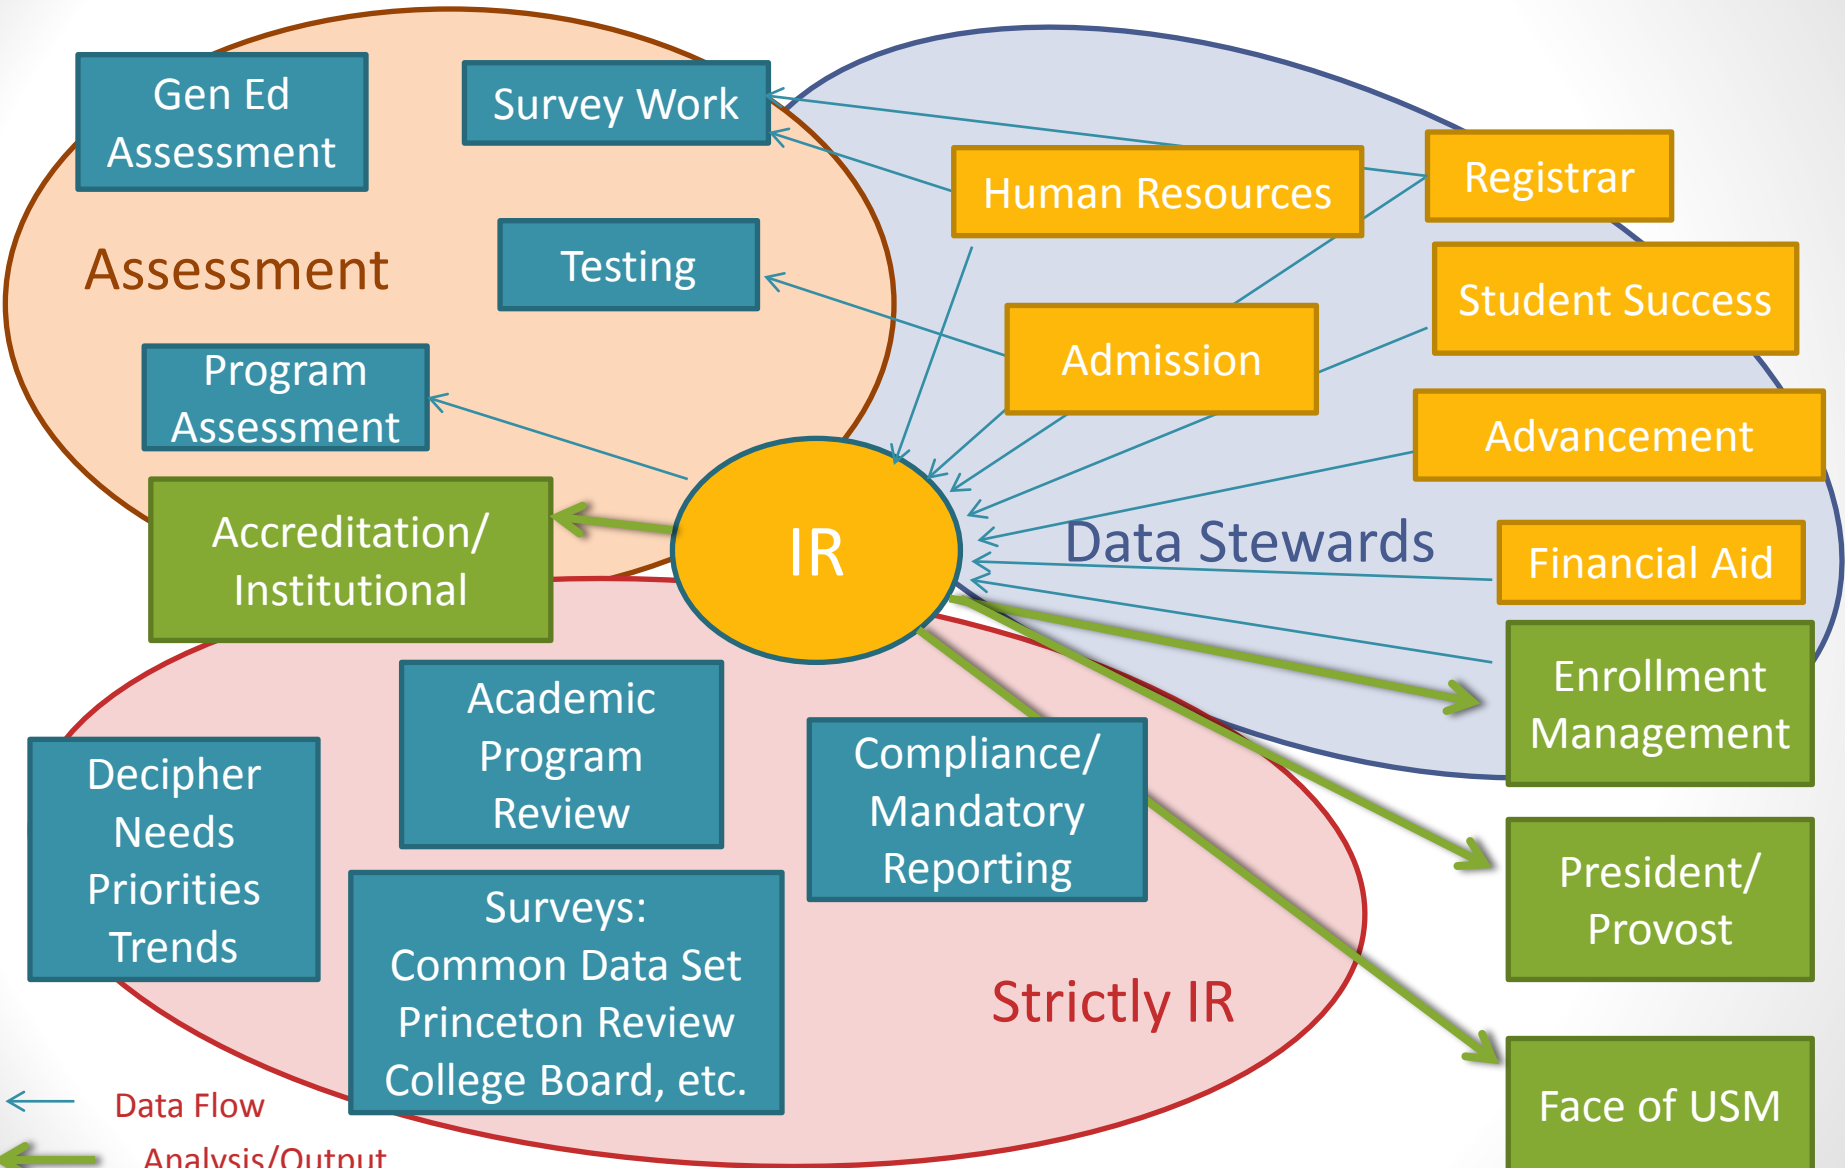 Gen Ed
Assessment
Survey Work
Human Resources
Registrar
Assessment
Testing
Student Success
Admission
Program
Assessment
Advancement
Accreditation/
Institutional
IR
Data Stewards
Financial Aid
Enrollment
Management
Academic
Program
Review
Compliance/
Mandatory
Reporting
Decipher
Needs
Priorities
Trends
President/
Provost
Surveys:
Common Data Set
Princeton Review
College Board, etc.
Strictly IR
Face of USM
Data Flow
Analysis/Output